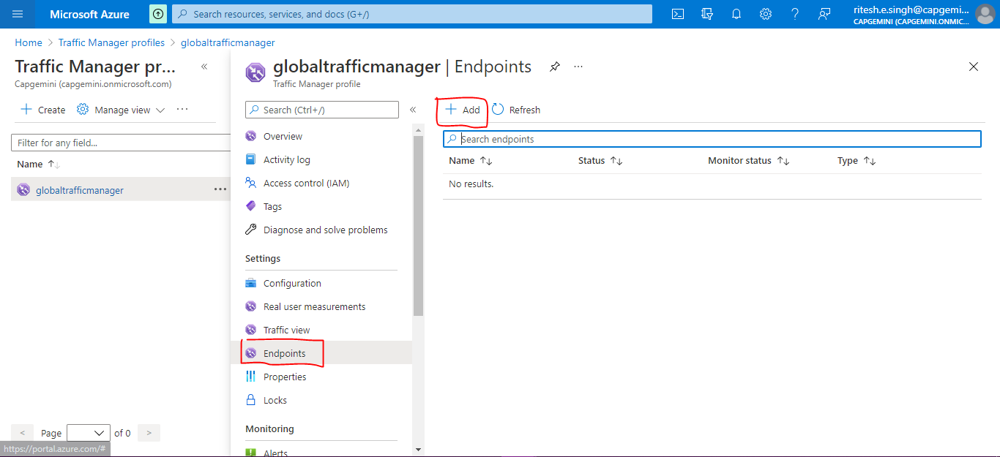 Microsoft Azure
Search resources, services, and docs (G+/)
ritesh.e.singh@capgemi...
CAPGEMINI (CAPGEMINI.ONMIC...
Home > Traffic Manager profiles > globaltrafficmanager
Traffic Manager pr... «
Capgemini (capgemini.onmicrosoft.com)
+ Create Manage view ...
Filter for any field...
Name ↑↓
globaltrafficmanager ...
< Page of 0 >
https://portal.azure.com/#
globaltrafficmanager | Endpoints ...
Traffic Manager profile
Search (Ctrl+/) «
Overview
Activity log
Access control (IAM)
Tags
Diagnose and solve problems
Settings
Configuration
Real user measurements
Traffic view
Endpoints
Properties
Locks
Monitoring
Alerts
+ Add Refresh
Search endpoints
Name ↑↓ Status ↑↓ Monitor status ↑↓ Type ↑↓
No results.